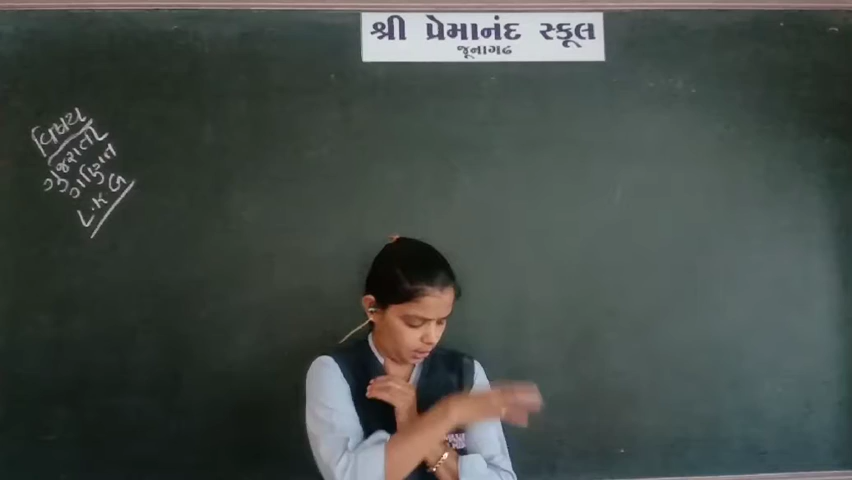 શ્રી પ્રેમાનંદ સ્કૂલ
જૂનાગઢ
વિષય
ગુજરાતી
ગણિત
L.K.G